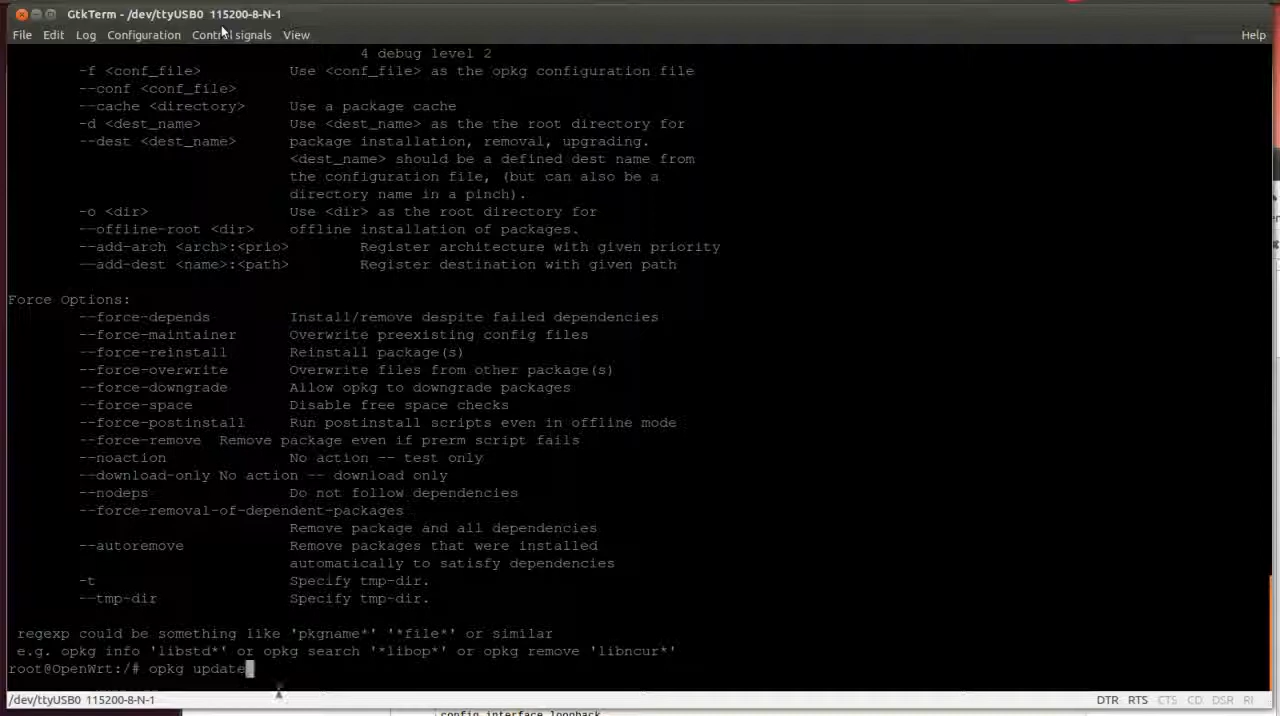 GtkTerm - /dev/ttyUSB0 115200-8-N-1
File Edit Log Configuration Control signals View Help
4 debug level 2
-f <conf_file> Use <conf_file> as the opkg configuration file
--conf <conf_file>
--cache <directory> Use a package cache
-d <dest_name> Use <dest_name> as the the root directory for
--dest <dest_name> package installation, removal, upgrading.
<dest_name> should be a defined dest name from
the configuration file, (but can also be a
directory name in a pinch).
-o <dir> Use <dir> as the root directory for
--offline-root <dir> offline installation of packages.
--add-arch <arch>:<prio> Register architecture with given priority
--add-dest <name>:<path> Register destination with given path
Force Options:
--force-depends Install/remove despite failed dependencies
--force-maintainer Overwrite preexisting config files
--force-reinstall Reinstall package(s)
--force-overwrite Overwrite files from other package(s)
--force-downgrade Allow opkg to downgrade packages
--force-space Disable free space checks
--force-postinstall Run postinstall scripts even in offline mode
--force-remove Remove package even if prerm script fails
--noaction No action -- test only
--download-only No action -- download only
--nodeps Do not follow dependencies
--force-removal-of-dependent-packages
Remove package and all dependencies
--autoremove Remove packages that were installed
automatically to satisfy dependencies
-t Specify tmp-dir.
--tmp-dir Specify tmp-dir.
regexp could be something like 'pkgname*' '*file*' or similar
e.g. opkg info 'libstd*' or opkg search '*libop*' or opkg remove 'libncur*'
root@OpenWrt:/# opkg update
/dev/ttyUSB0 115200-8-N-1 DTR RTS CTS CD DSR RI
config interface loopback